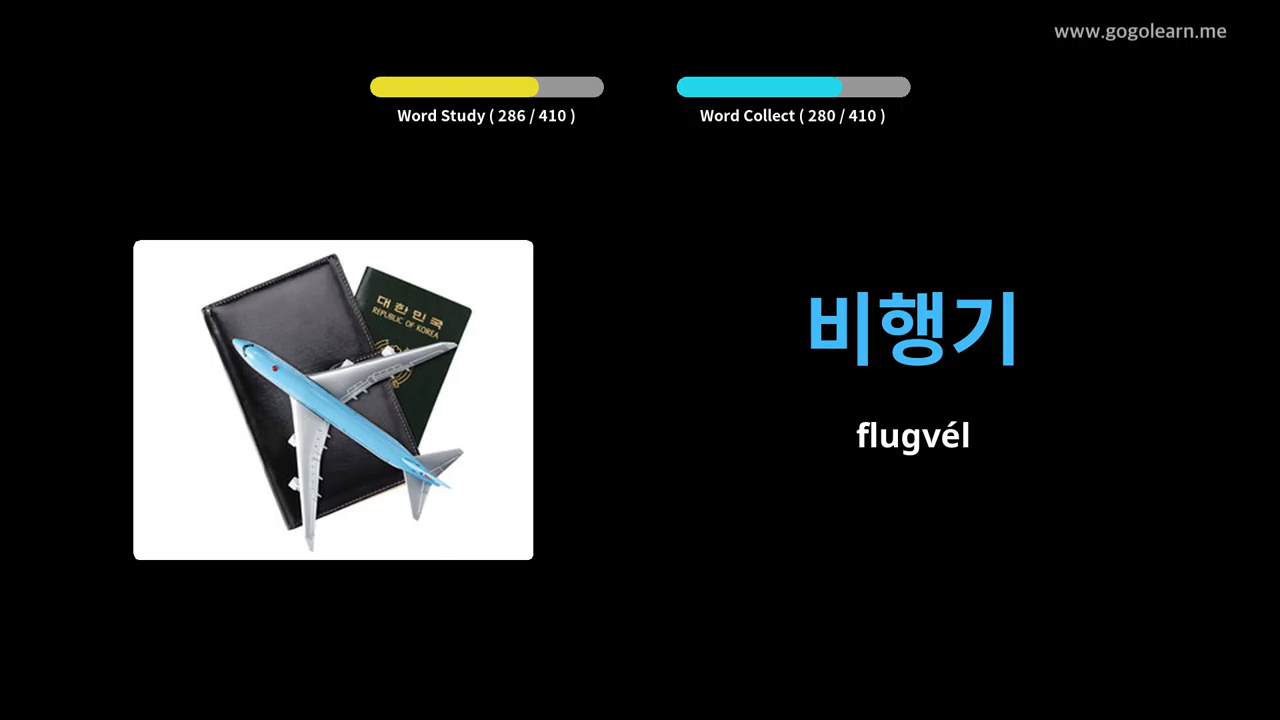 www.gogolearn.me
Word Study ( 286 / 410 )
Word Collect ( 280 / 410 )
대한민국
REPUBLIC OF KOREA
비행기
flugvél